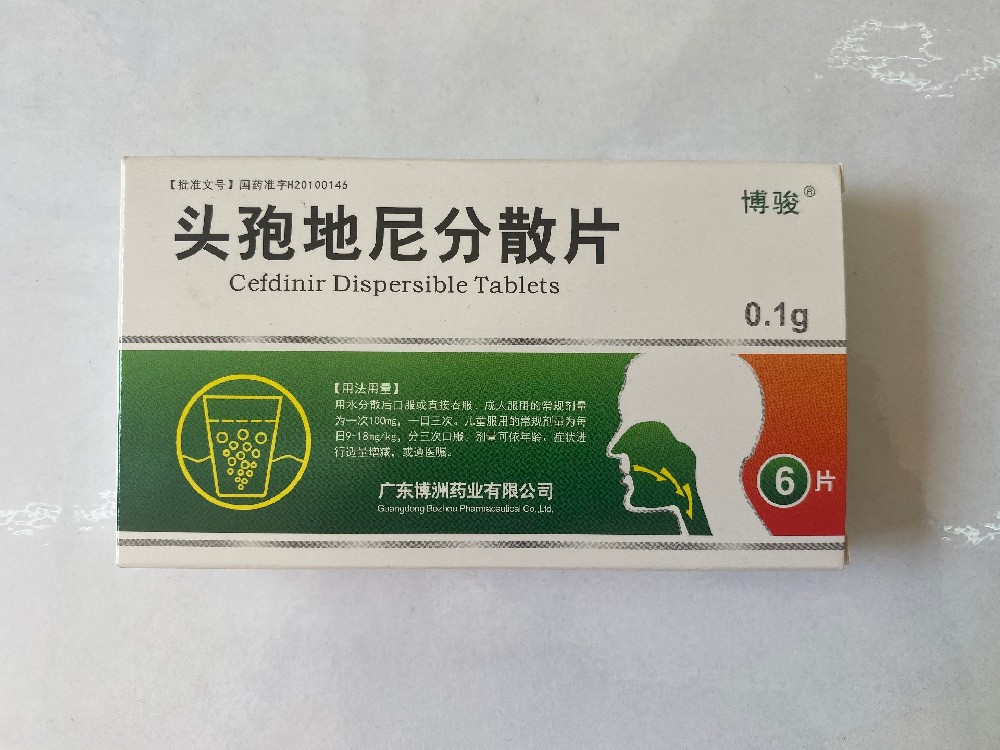 【批准文号】国药准字H20100146
博骏®
头孢地尼分散片
Cefdinir Dispersible Tablets
0.1g
【用法用量】
用水分散后口服或直接吞服。成人服用的常规剂量
为一次100mg，一日三次。儿童服用的常规剂量为每
日9-18mg/kg，分三次口服。剂量可依年龄、症状进
行适量增减，或遵医嘱。
6片
广东博洲药业有限公司
Guangdong Bozhou Pharmaceutical Co.,Ltd.